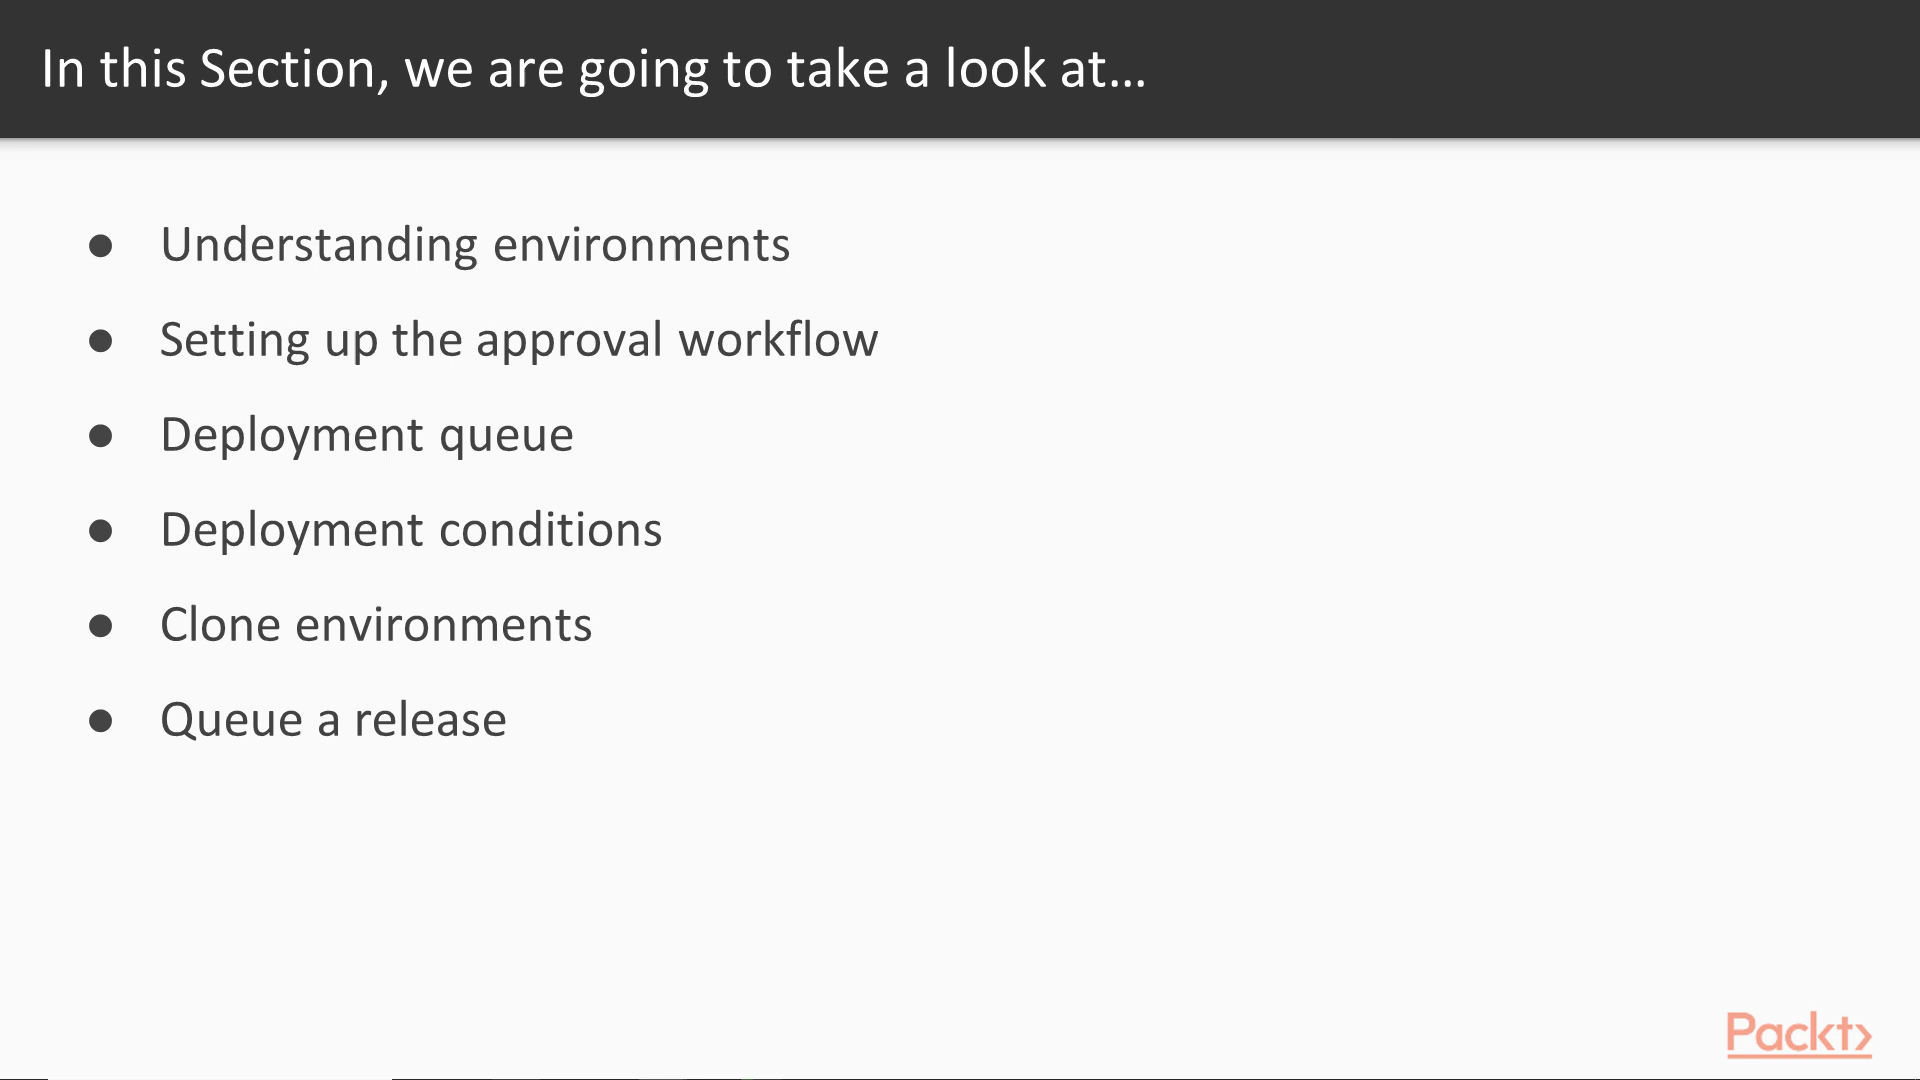 In this Section, we are going to take a look at...
● Understanding environments
● Setting up the approval workflow
● Deployment queue
● Deployment conditions
● Clone environments
● Queue a release
Packt>